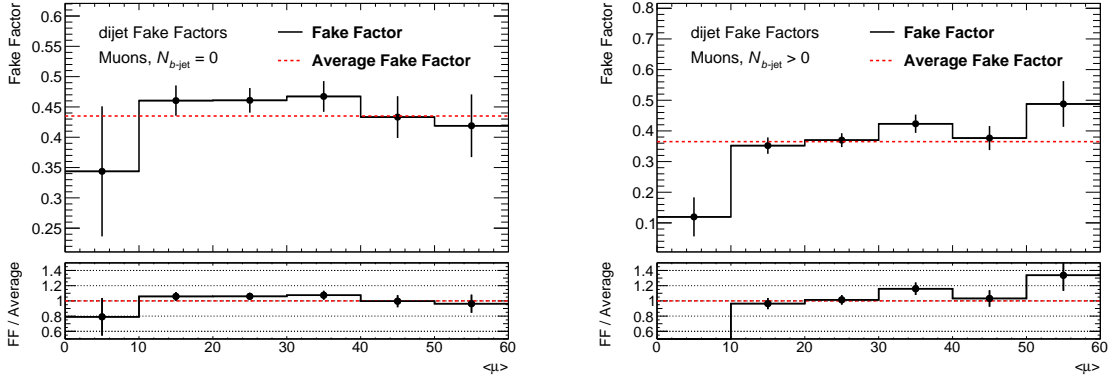 Fake Factor
0.6
0.55
0.5
0.45
0.4
0.35
0.3
0.25
dijet Fake Factors
Muons, N_{b-jet} = 0
Fake Factor
Average Fake Factor
FF / Average
1.4
1.2
1
0.8
0.6
0 10 20 30 40 50 60
<μ>
Fake Factor
0.8
0.7
0.6
0.5
0.4
0.3
0.2
0.1
dijet Fake Factors
Muons, N_{b-jet} > 0
Fake Factor
Average Fake Factor
FF / Average
1.4
1.2
1
0.8
0.6
0 10 20 30 40 50 60
<μ>